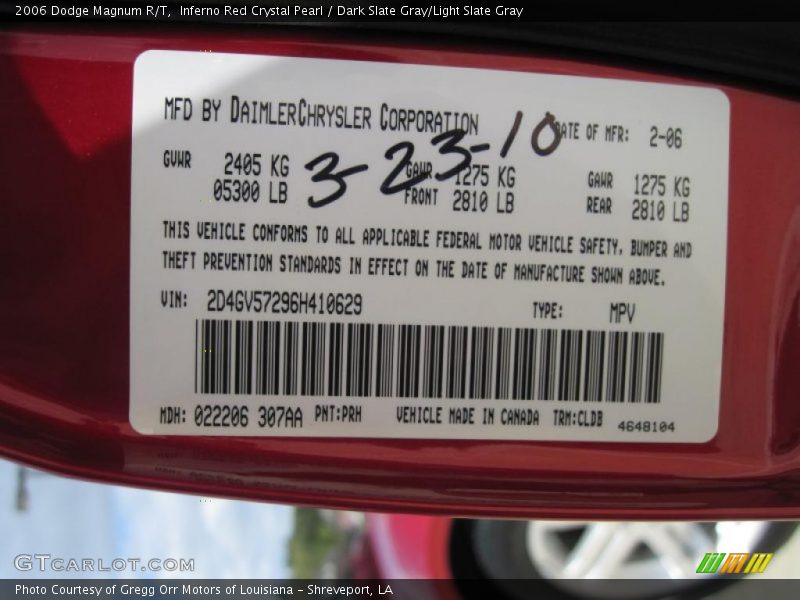 2006 Dodge Magnum R/T,  Inferno Red Crystal Pearl / Dark Slate Gray/Light Slate Gray
MFD BY DAIMLERCHRYSLER CORPORATION
DATE OF MFR: 2-06
3-23-10
GVWR 2405 KG GAWR 1275 KG GAWR 1275 KG
05300 LB FRONT 2810 LB REAR 2810 LB
THIS VEHICLE CONFORMS TO ALL APPLICABLE FEDERAL MOTOR VEHICLE SAFETY, BUMPER AND
THEFT PREVENTION STANDARDS IN EFFECT ON THE DATE OF MANUFACTURE SHOWN ABOVE.
VIN: 2D4GV57296H410629 TYPE: MPV
MDH: 022206 307AA PNT:PRH VEHICLE MADE IN CANADA TRM:CLDB 4648104
GTCARLOT.COM
Photo Courtesy of Gregg Orr Motors of Louisiana - Shreveport, LA